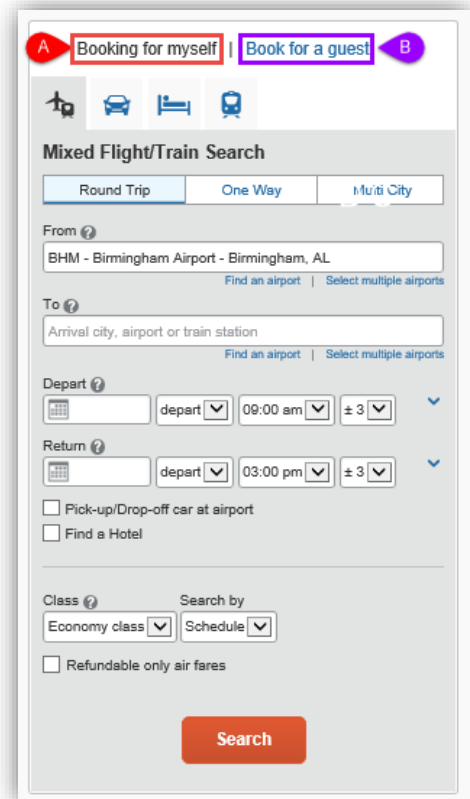 A Booking for myself | Book for a guest B
Mixed Flight/Train Search
Round Trip One Way Multi City
From ?
BHM - Birmingham Airport - Birmingham, AL
Find an airport | Select multiple airports
To ?
Arrival city, airport or train station
Find an airport | Select multiple airports
Depart ?
depart 09:00 am ± 3
Return ?
depart 03:00 pm ± 3
Pick-up/Drop-off car at airport
Find a Hotel
Class ? Search by
Economy class Schedule
Refundable only air fares
Search